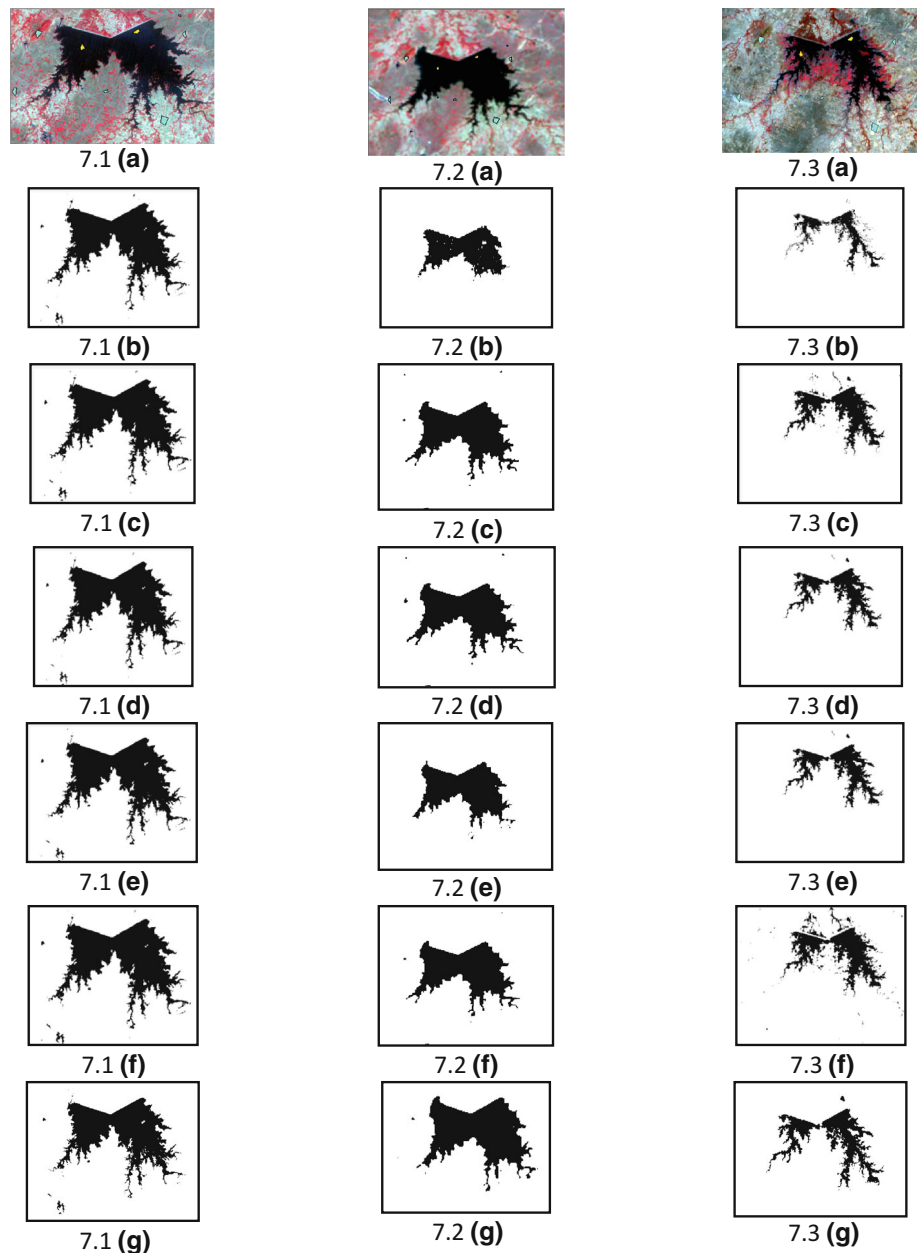 7.1 (a)
7.2 (a)
7.3 (a)
7.1 (b)
7.2 (b)
7.3 (b)
7.1 (c)
7.2 (c)
7.3 (c)
7.1 (d)
7.2 (d)
7.3 (d)
7.1 (e)
7.2 (e)
7.3 (e)
7.1 (f)
7.2 (f)
7.3 (f)
7.1 (g)
7.2 (g)
7.3 (g)